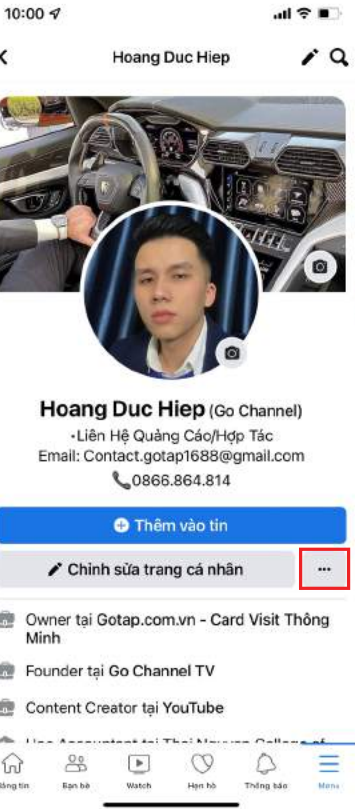 10:00
Hoang Duc Hiep
Hoang Duc Hiep (Go Channel)
•Liên Hệ Quảng Cáo/Hợp Tác
Email: Contact.gotap1688@gmail.com
📞0866.864.814
Thêm vào tin
Chỉnh sửa trang cá nhân
Owner tại Gotap.com.vn - Card Visit Thông
Minh
Founder tại Go Channel TV
Content Creator tại YouTube
Bạn bè Watch Hẹn hò Thông báo Menu